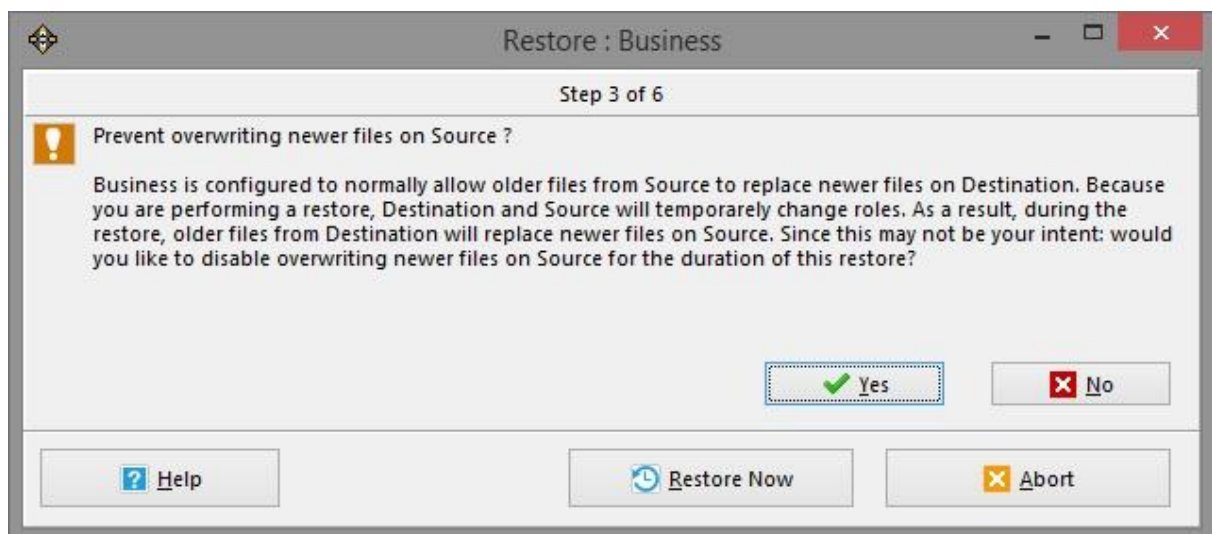 Restore : Business
Step 3 of 6
Prevent overwriting newer files on Source ?
Business is configured to normally allow older files from Source to replace newer files on Destination. Because
you are performing a restore, Destination and Source will temporarely change roles. As a result, during the
restore, older files from Destination will replace newer files on Source. Since this may not be your intent: would
you like to disable overwriting newer files on Source for the duration of this restore?
Yes
No
Help
Restore Now
Abort